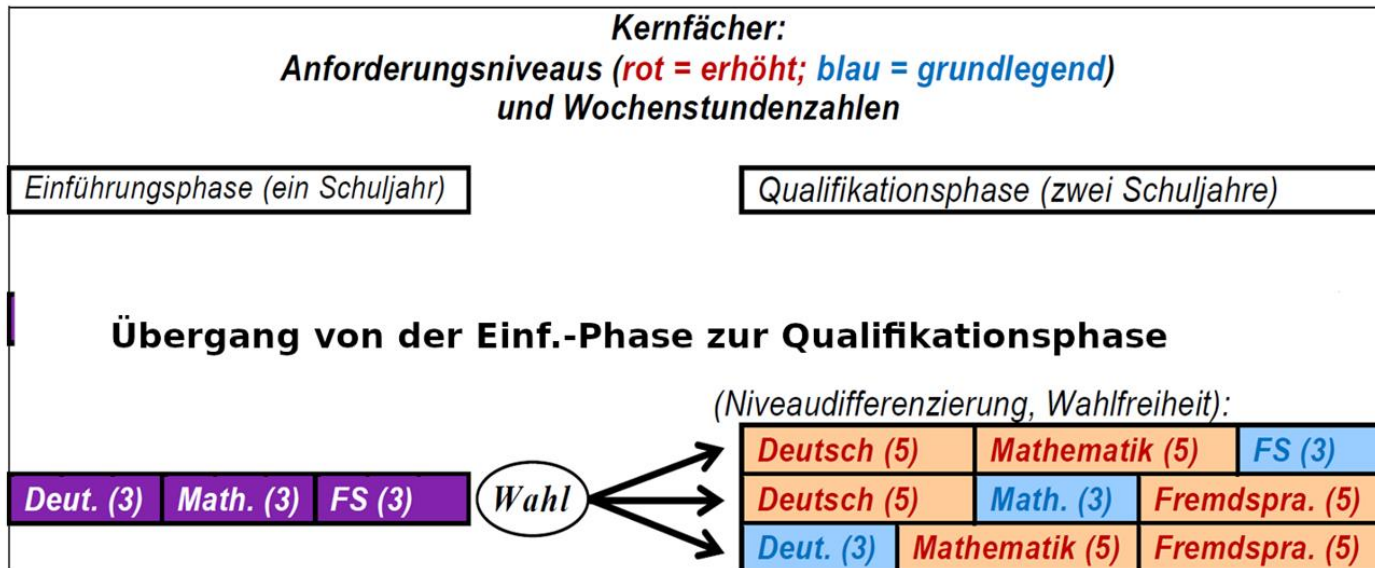 Kernfächer:
Anforderungsniveaus (rot = erhöht; blau = grundlegend)
und Wochenstundenzahlen
Einführungsphase (ein Schuljahr)
Qualifikationsphase (zwei Schuljahre)
Übergang von der Einf.-Phase zur Qualifikationsphase
(Niveaudifferenzierung, Wahlfreiheit):
Deut. (3) Math. (3) FS (3)
Wahl
Deutsch (5) Mathematik (5) FS (3)
Deutsch (5) Math. (3) Fremdspra. (5)
Deut. (3) Mathematik (5) Fremdspra. (5)